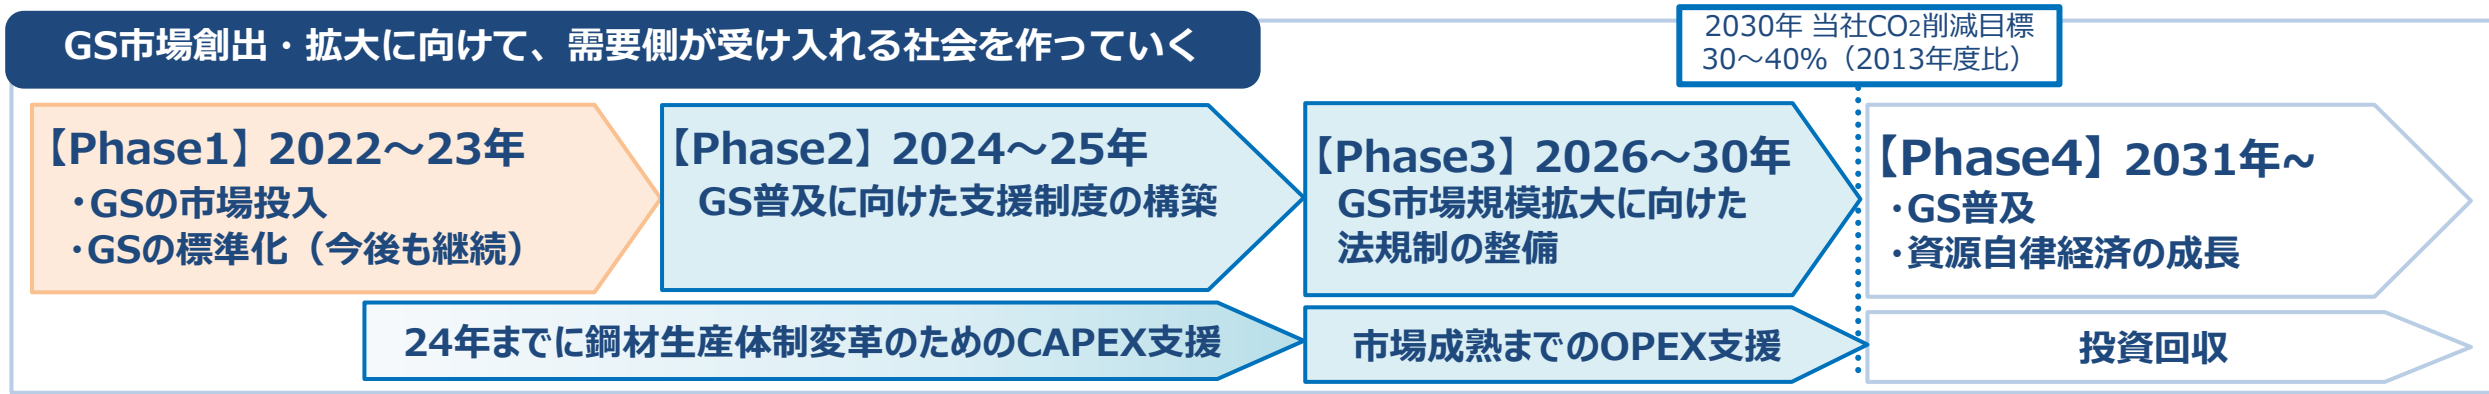 GS市場創出・拡大に向けて、需要側が受け入れる社会を作っていく
2030年 当社CO2削減目標
30～40%（2013年度比）
【Phase1】2022～23年
・GSの市場投入
・GSの標準化（今後も継続）
【Phase2】2024～25年
GS普及に向けた支援制度の構築
【Phase3】2026～30年
GS市場規模拡大に向けた
法規制の整備
【Phase4】2031年~
・GS普及
・資源自律経済の成長
24年までに鋼材生産体制変革のためのCAPEX支援
市場成熟までのOPEX支援
投資回収